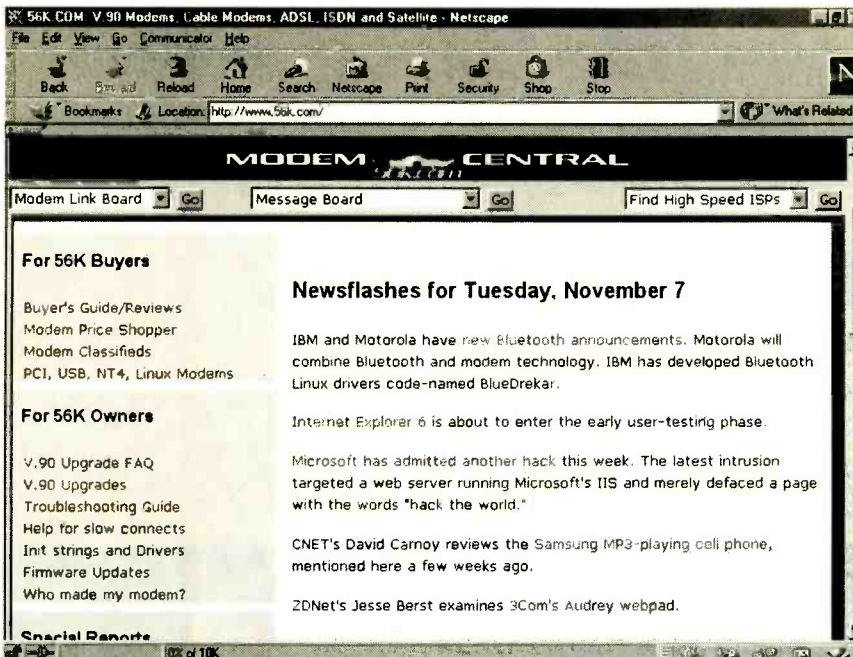 56K.COM: V.90 Modems, Cable Modems, ADSL, ISDN and Satellite - Netscape
File Edit View Go Communicator Help
Back Forward Reload Home Search Netscape Print Security Shop Stop
Bookmarks Location: http://www.56k.com/ What's Related
MODEM CENTRAL
56k.com
Modem Link Board Go Message Board Go Find High Speed ISPs Go
For 56K Buyers
Buyer's Guide/Reviews
Modem Price Shopper
Modem Classifieds
PCI, USB, NT4, Linux Modems
For 56K Owners
V.90 Upgrade FAQ
V.90 Upgrades
Troubleshooting Guide
Help for slow connects
Init strings and Drivers
Firmware Updates
Who made my modem?
Special Reports
Newsflashes for Tuesday, November 7
IBM and Motorola have new Bluetooth announcements. Motorola will
combine Bluetooth and modem technology. IBM has developed Bluetooth
Linux drivers code-named BlueDrekar.
Internet Explorer 6 is about to enter the early user-testing phase.
Microsoft has admitted another hack this week. The latest intrusion
targeted a web server running Microsoft's IIS and merely defaced a page
with the words "hack the world."
CNET's David Carnoy reviews the Samsung MP3-playing cell phone,
mentioned here a few weeks ago.
ZDNet's Jesse Berst examines 3Com's Audrey webpad.
0% of 10K